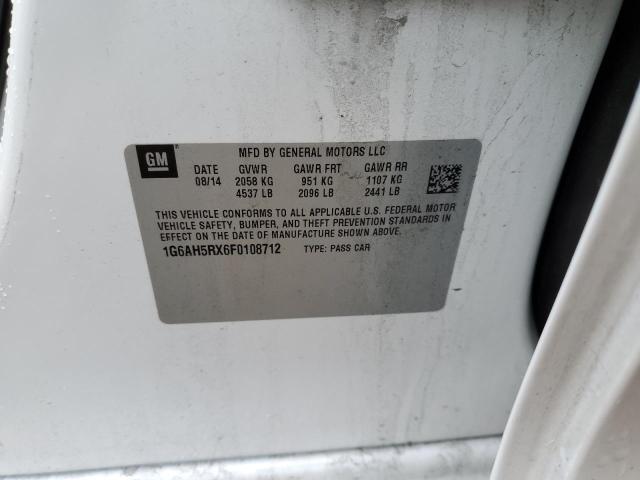 GM
MFD BY GENERAL MOTORS LLC
DATE GVWR GAWR FRT GAWR RR
08/14 2058 KG 951 KG 1107 KG
4537 LB 2096 LB 2441 LB
THIS VEHICLE CONFORMS TO ALL APPLICABLE U.S. FEDERAL MOTOR
VEHICLE SAFETY, BUMPER, AND THEFT PREVENTION STANDARDS IN
EFFECT ON THE DATE OF MANUFACTURE SHOWN ABOVE.
1G6AH5RX6F0108712 TYPE: PASS CAR